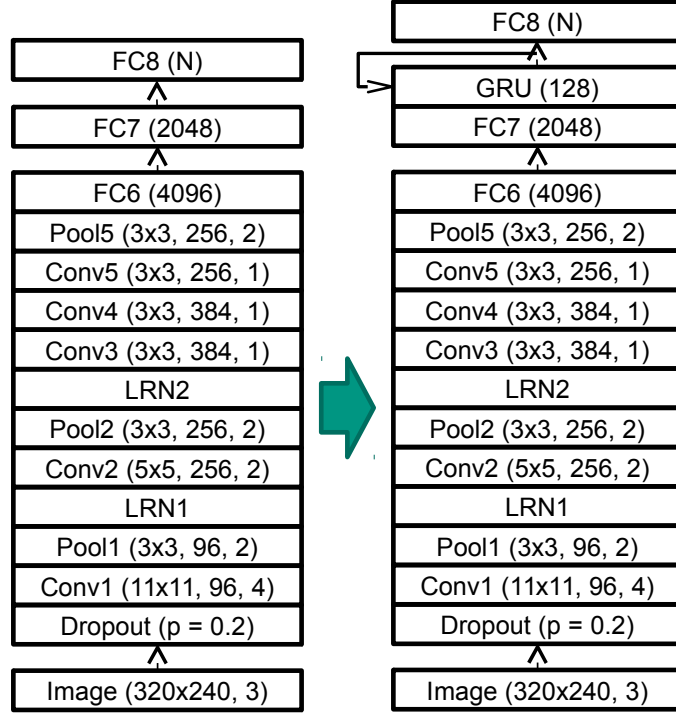 FC8 (N)
FC7 (2048)
FC6 (4096)
Pool5 (3x3, 256, 2)
Conv5 (3x3, 256, 1)
Conv4 (3x3, 384, 1)
Conv3 (3x3, 384, 1)
LRN2
Pool2 (3x3, 256, 2)
Conv2 (5x5, 256, 2)
LRN1
Pool1 (3x3, 96, 2)
Conv1 (11x11, 96, 4)
Dropout (p = 0.2)
Image (320x240, 3)
FC8 (N)
GRU (128)
FC7 (2048)
FC6 (4096)
Pool5 (3x3, 256, 2)
Conv5 (3x3, 256, 1)
Conv4 (3x3, 384, 1)
Conv3 (3x3, 384, 1)
LRN2
Pool2 (3x3, 256, 2)
Conv2 (5x5, 256, 2)
LRN1
Pool1 (3x3, 96, 2)
Conv1 (11x11, 96, 4)
Dropout (p = 0.2)
Image (320x240, 3)